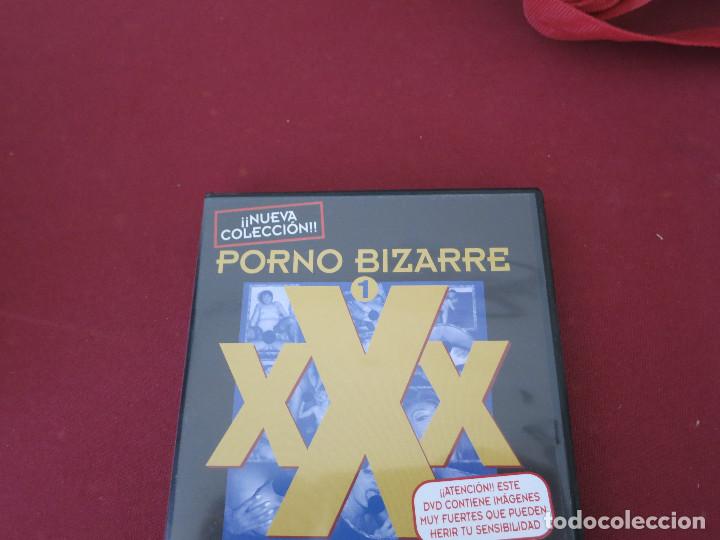 ¡¡NUEVA
COLECCIÓN!!
PORNO BIZARRE
1
XXX
¡¡ATENCIÓN!! ESTE
DVD CONTIENE IMÁGENES
MUY FUERTES QUE PUEDEN
HERIR TU SENSIBILIDAD
todocoleccion